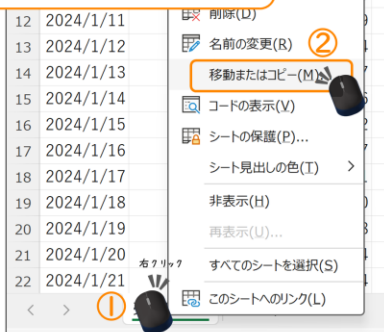 削除(D)
12 2024/1/11
名前の変更(R) ②
13 2024/1/12
14 2024/1/13
移動またはコピー(M)...
15 2024/1/14
コードの表示(V)
16 2024/1/15
シートの保護(P)...
17 2024/1/16
シート見出しの色(T) >
18 2024/1/17
非表示(H)
19 2024/1/18
再表示(U)...
20 2024/1/19
21 2024/1/20
右クリック
すべてのシートを選択(S)
22 2024/1/21
このシートへのリンク(L)
< > ①